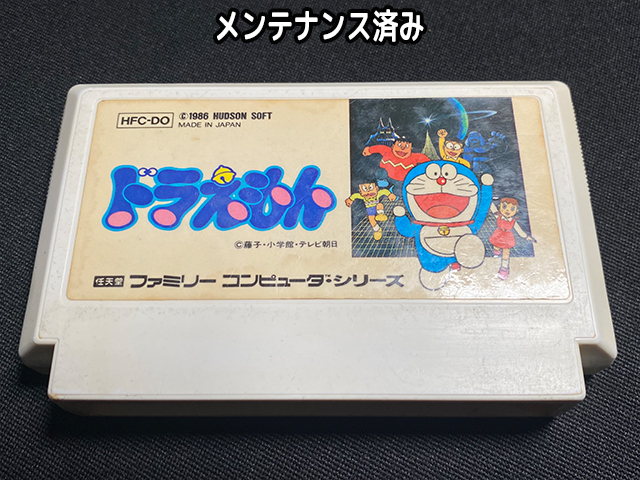 メンテナンス済み
HFC-DO
©1986 HUDSON SOFT
MADE IN JAPAN
ドラえもん
©藤子・小学館・テレビ朝日
任天堂 ファミリーコンピュータ・シリーズ